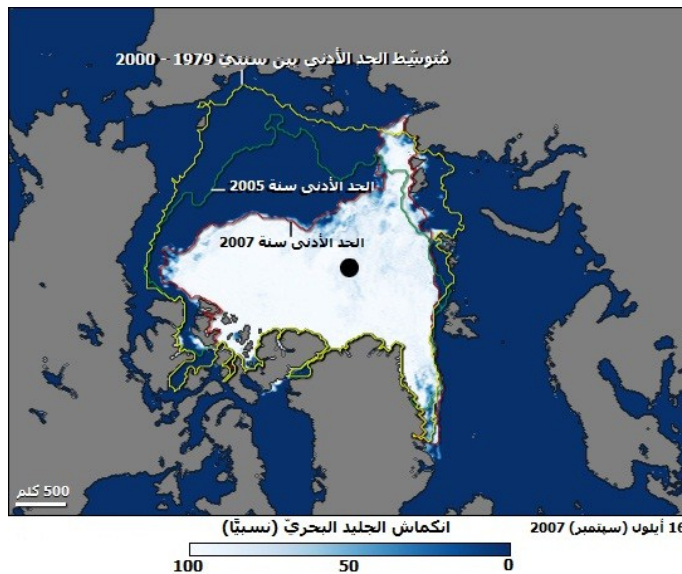 مُتوسِّط الحد الأدنى بين سنتيّ 1979 - 2000
الحد الأدنى سنة 2005
الحد الأدنى سنة 2007
500 كلم
انكماش الجليد البحريّ (نسبيًّا)
16 أيلول (سبتمبر) 2007
100 50 0